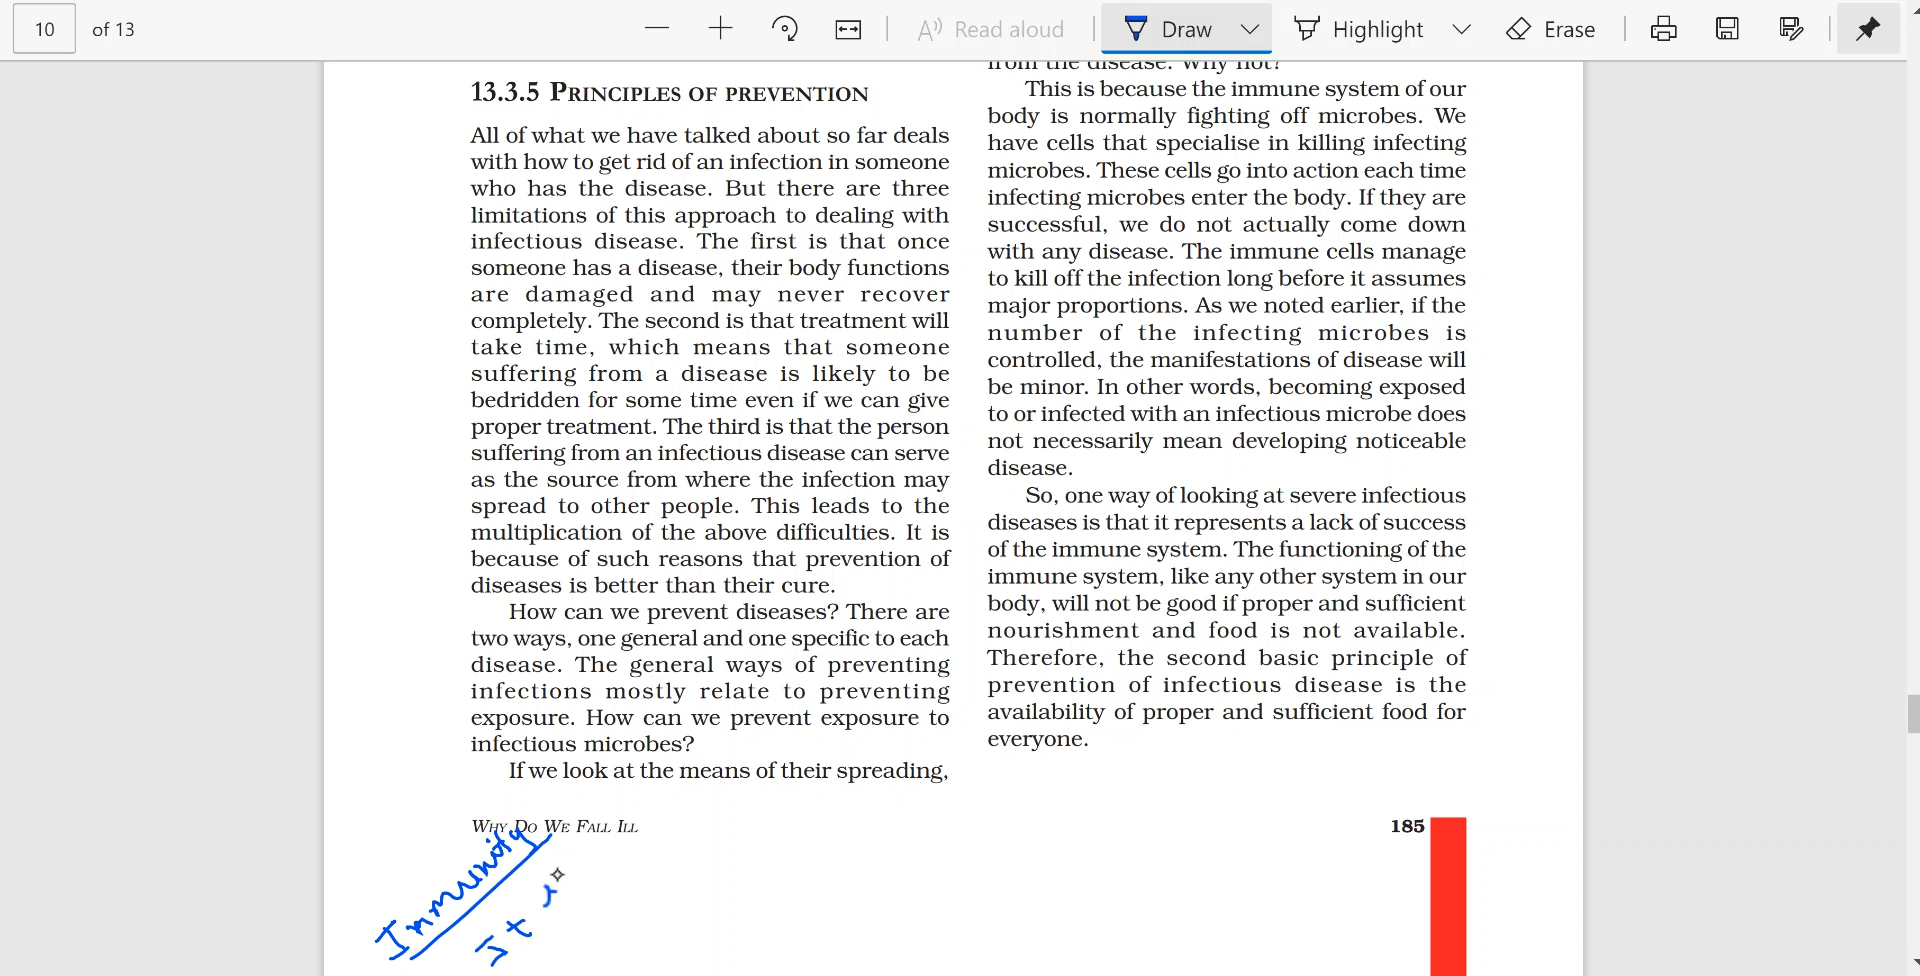 10 of 13
Read aloud
Draw
Highlight
Erase
13.3.5 PRINCIPLES OF PREVENTION
All of what we have talked about so far deals
with how to get rid of an infection in someone
who has the disease. But there are three
limitations of this approach to dealing with
infectious disease. The first is that once
someone has a disease, their body functions
are damaged and may never recover
completely. The second is that treatment will
take time, which means that someone
suffering from a disease is likely to be
bedridden for some time even if we can give
proper treatment. The third is that the person
suffering from an infectious disease can serve
as the source from where the infection may
spread to other people. This leads to the
multiplication of the above difficulties. It is
because of such reasons that prevention of
diseases is better than their cure.
How can we prevent diseases? There are
two ways, one general and one specific to each
disease. The general ways of preventing
infections mostly relate to preventing
exposure. How can we prevent exposure to
infectious microbes?
If we look at the means of their spreading,
from the disease. Why not?
This is because the immune system of our
body is normally fighting off microbes. We
have cells that specialise in killing infecting
microbes. These cells go into action each time
infecting microbes enter the body. If they are
successful, we do not actually come down
with any disease. The immune cells manage
to kill off the infection long before it assumes
major proportions. As we noted earlier, if the
number of the infecting microbes is
controlled, the manifestations of disease will
be minor. In other words, becoming exposed
to or infected with an infectious microbe does
not necessarily mean developing noticeable
disease.
So, one way of looking at severe infectious
diseases is that it represents a lack of success
of the immune system. The functioning of the
immune system, like any other system in our
body, will not be good if proper and sufficient
nourishment and food is not available.
Therefore, the second basic principle of
prevention of infectious disease is the
availability of proper and sufficient food for
everyone.
WHY DO WE FALL ILL
185
Immunity